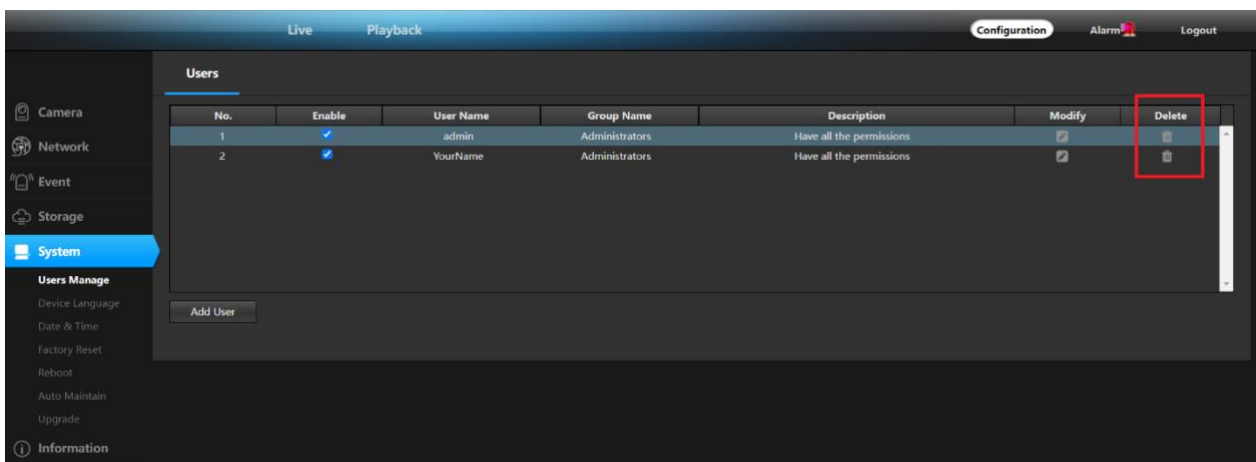 Live Playback Configuration Alarm Logout
Users
Camera
Network
Event
Storage
System
Users Manage
Device Language
Date & Time
Factory Reset
Reboot
Auto Maintain
Upgrade
Information
No. Enable User Name Group Name Description Modify Delete
1 admin Administrators Have all the permissions
2 YourName Administrators Have all the permissions
Add User